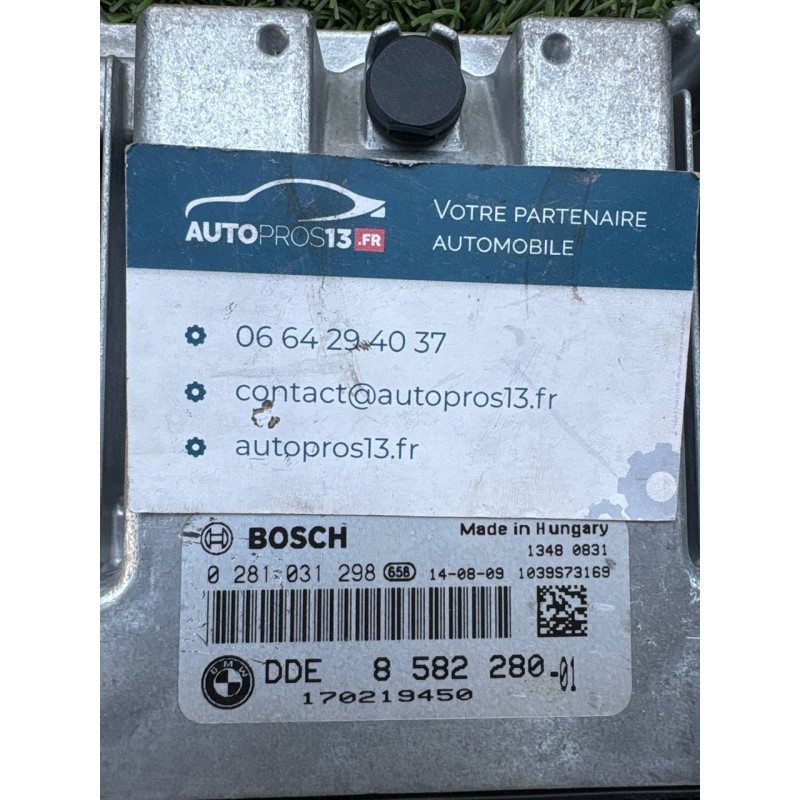 AUTOPROS13.FR
VOTRE PARTENAIRE
AUTOMOBILE
06 64 29 40 37
contact@autopros13.fr
autopros13.fr
BOSCH
Made in Hungary
1348 0831
0 281 031 298 65B 14-08-09 1039S73169
BMW DDE 8 582 280-01
170219450